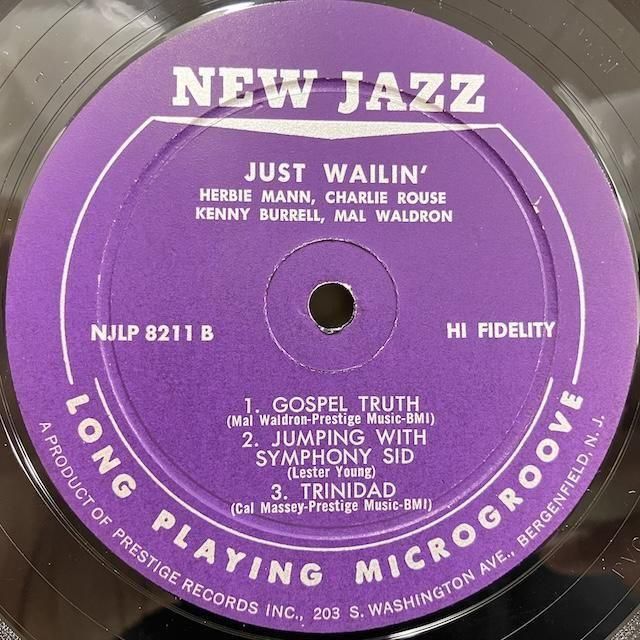 NEW JAZZ
JUST WAILIN'
HERBIE MANN, CHARLIE ROUSE
KENNY BURRELL, MAL WALDRON
NJLP 8211 B
HI FIDELITY
1. GOSPEL TRUTH
(Mal Waldron-Prestige Music-BMI)
2. JUMPING WITH
SYMPHONY SID
(Lester Young)
3. TRINIDAD
(Cal Massey-Prestige Music-BMI)
LONG PLAYING MICROGROOVE
A PRODUCT OF PRESTIGE RECORDS INC., 203 S. WASHINGTON AVE., BERGENFIELD, N. J.